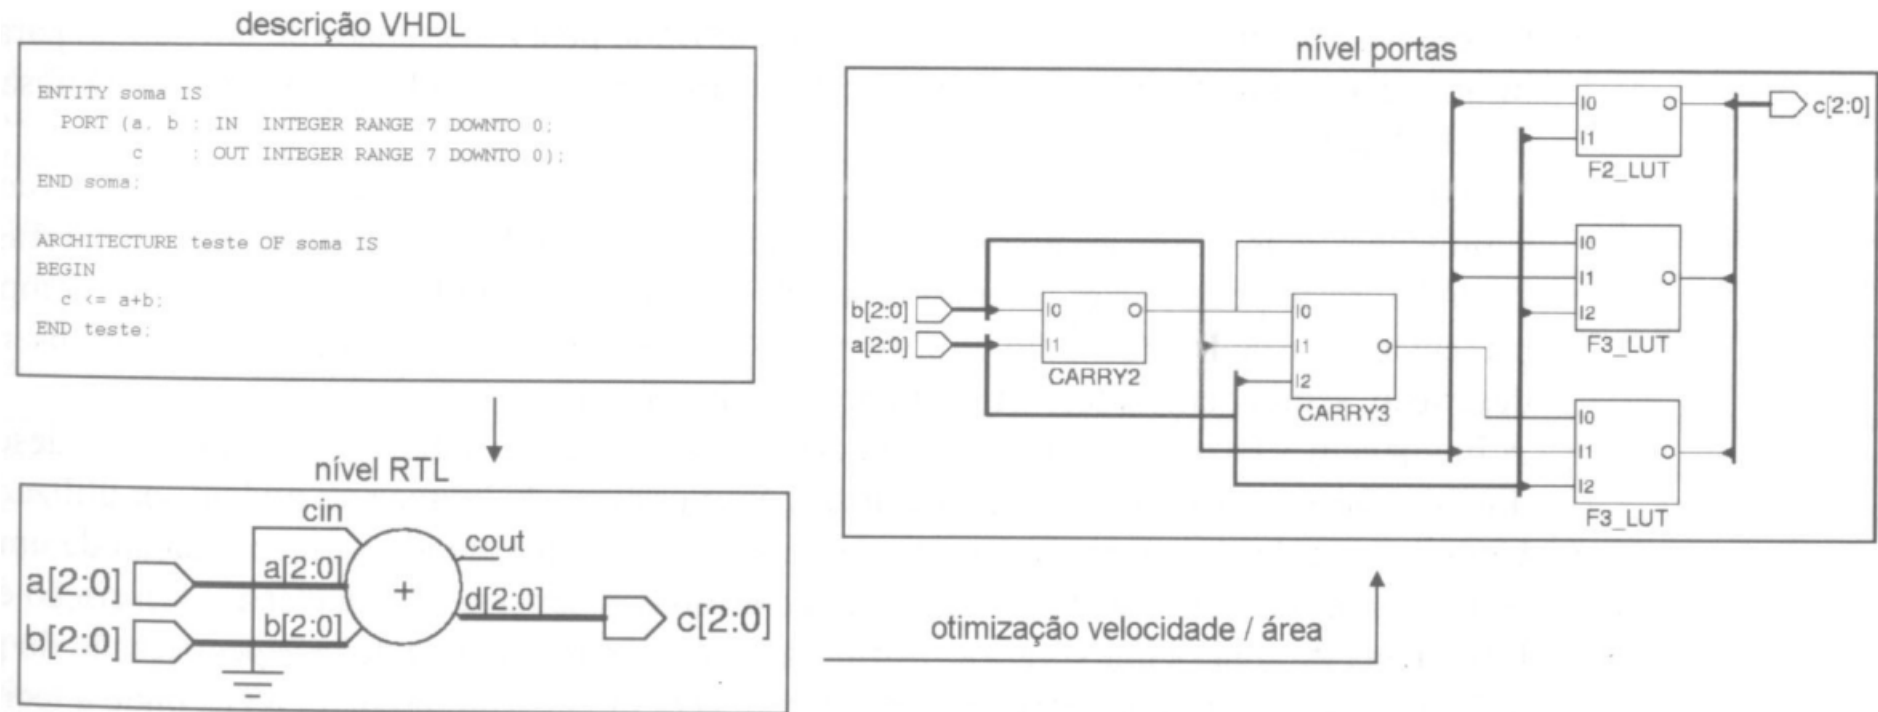 descrição VHDL
ENTITY soma IS
PORT (a, b : IN INTEGER RANGE 7 DOWNTO 0;
c : OUT INTEGER RANGE 7 DOWNTO 0);
END soma;
ARCHITECTURE teste OF soma IS
BEGIN
c <= a+b;
END teste;
nível RTL
cin
cout
a[2:0]
a[2:0]
+
d[2:0]
c[2:0]
b[2:0]
b[2:0]
nível portas
I0 O
I1
F2_LUT
c[2:0]
I0
I1 O
I2
F3_LUT
b[2:0]
a[2:0]
I0 O
I1
CARRY2
I0
I1 O
I2
CARRY3
I0
I1 O
I2
F3_LUT
otimização velocidade / área